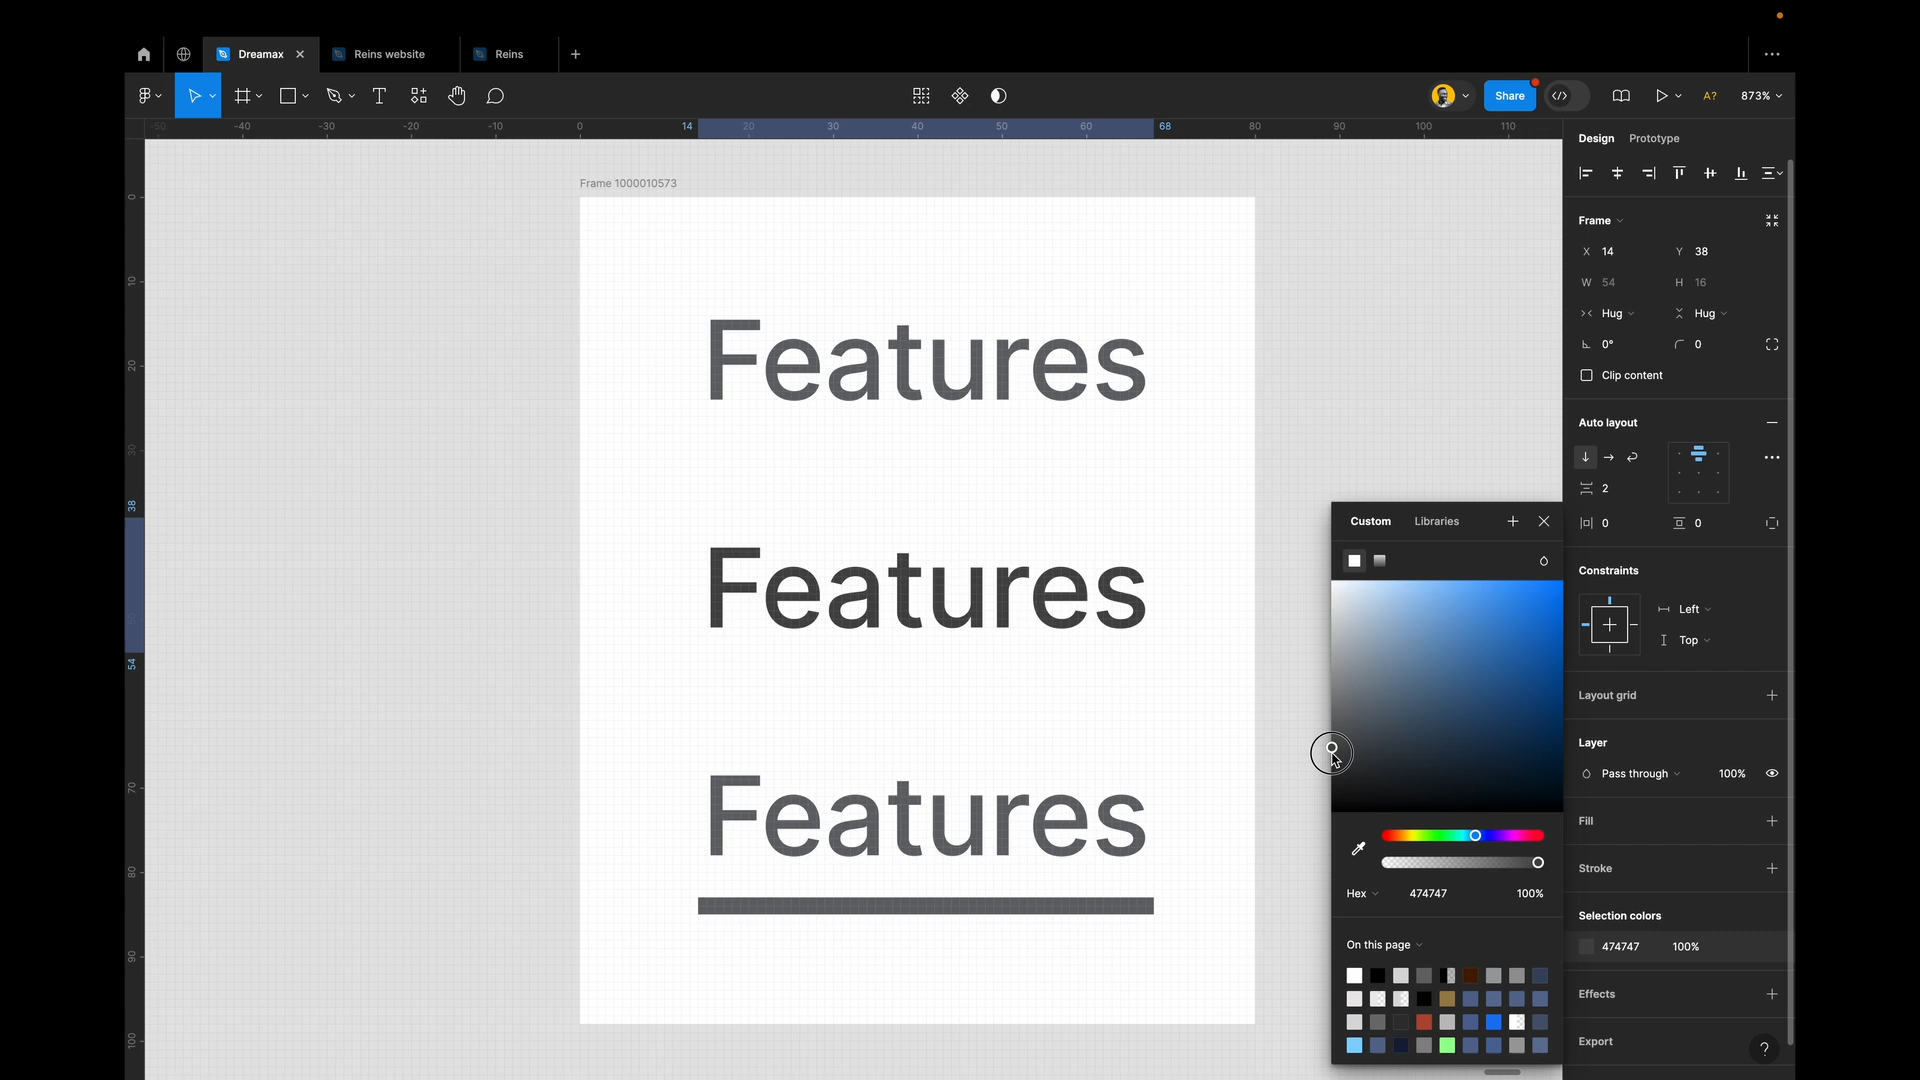 Dreamax
Reins website
Reins
Share
A?
873%
-50 -40 -30 -20 -10 0 14 20 30 40 50 60 68 80 90 100 110
Design Prototype
Frame 1000010573
Features
Features
Features
0
10
20
30
38
50
54
70
80
90
100
Frame
X 14 Y 38
W 54 H 16
Hug Hug
0° 0
Clip content
Auto layout
2
0 0
Constraints
Left
Top
Layout grid
Layer
Pass through 100%
Fill
Stroke
Selection colors
474747 100%
Effects
Export
?
Custom Libraries
Hex 474747 100%
On this page